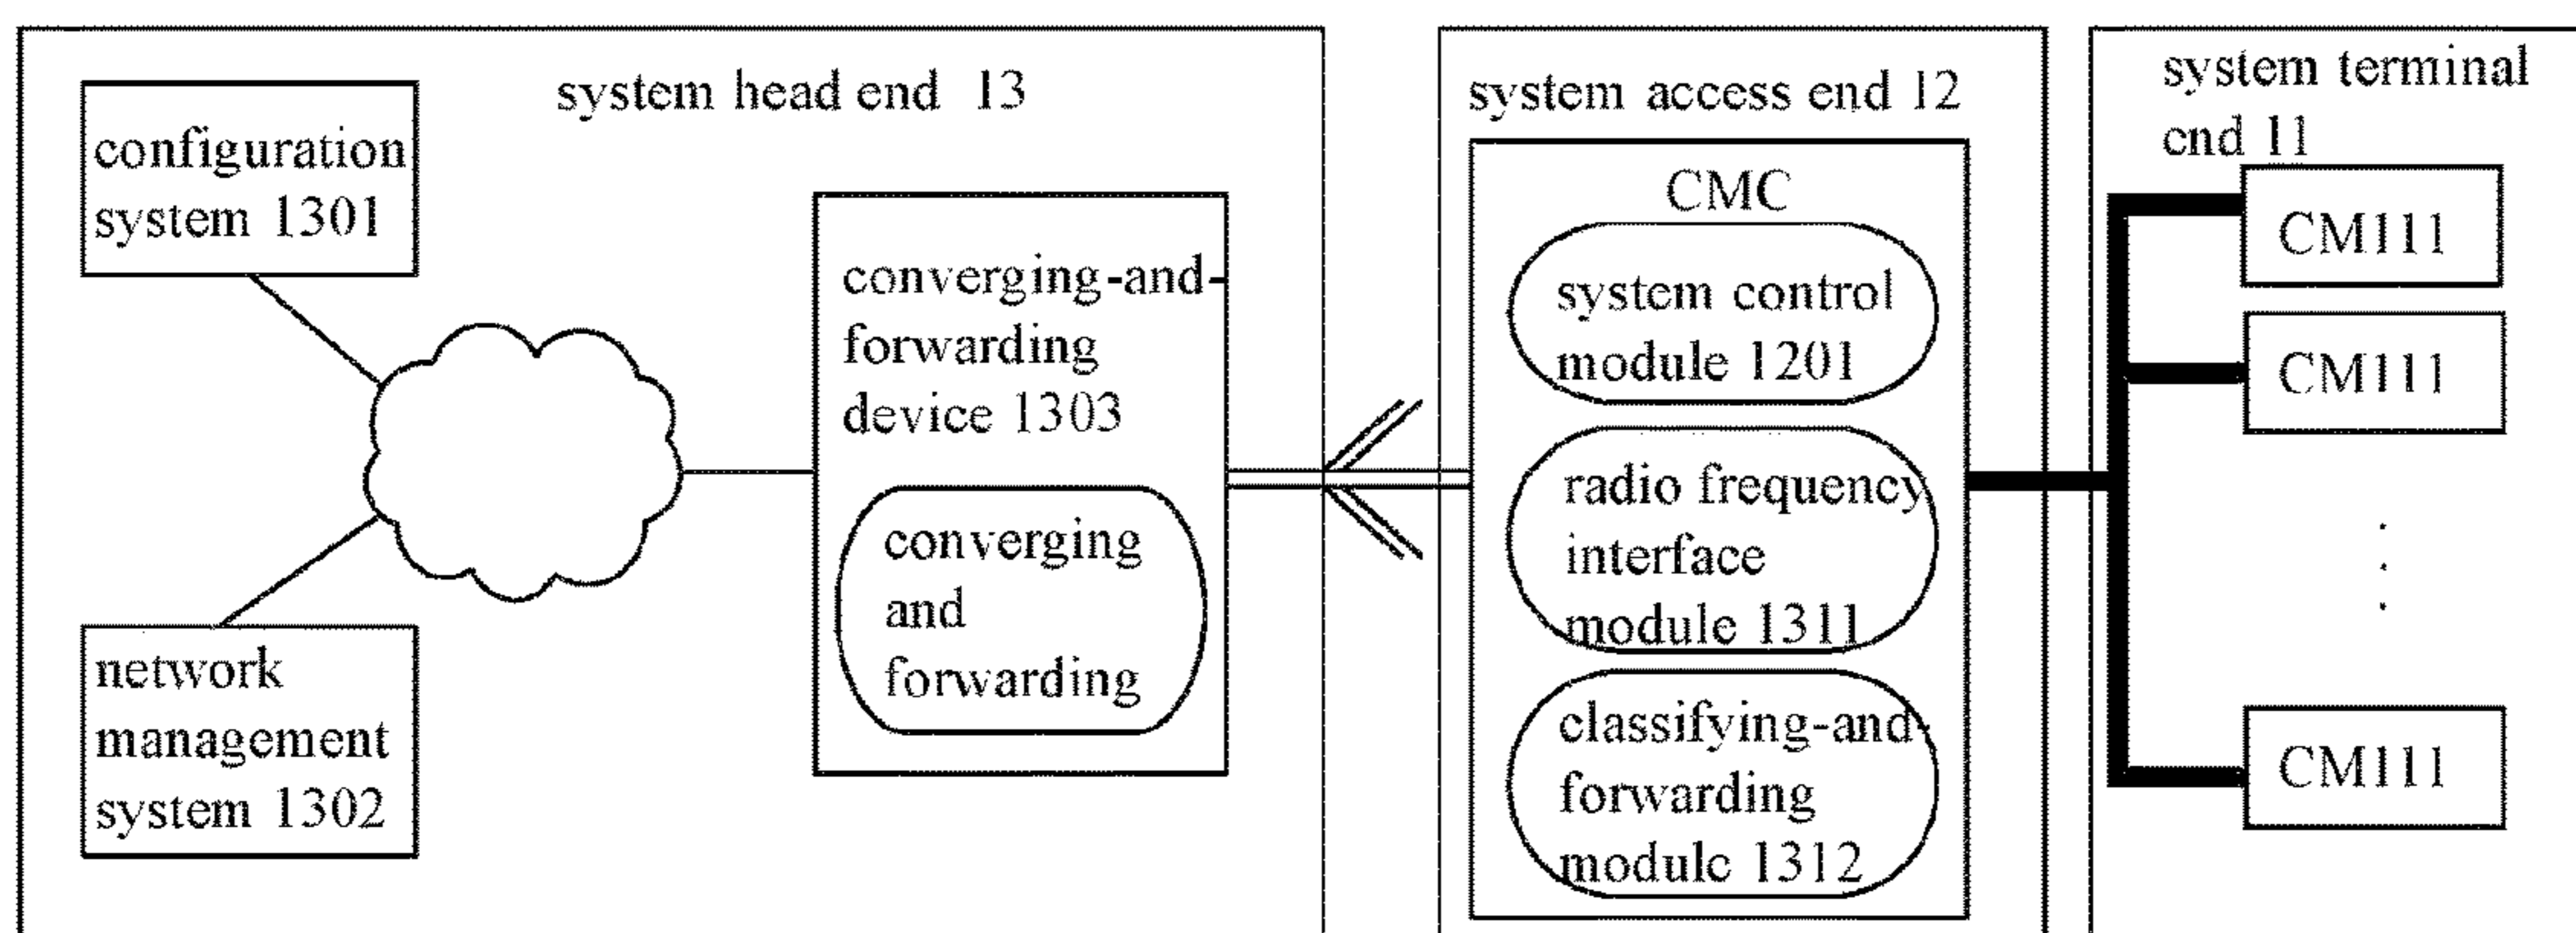 system head end 13
configuration
system 1301
network
management
system 1302
converging-and-
forwarding
device 1303
converging
and
forwarding
system access end 12
CMC
system control
module 1201
radio frequency
interface
module 1311
classifying-and-
forwarding
module 1312
system terminal
end 11
CM111
CM111
CM111